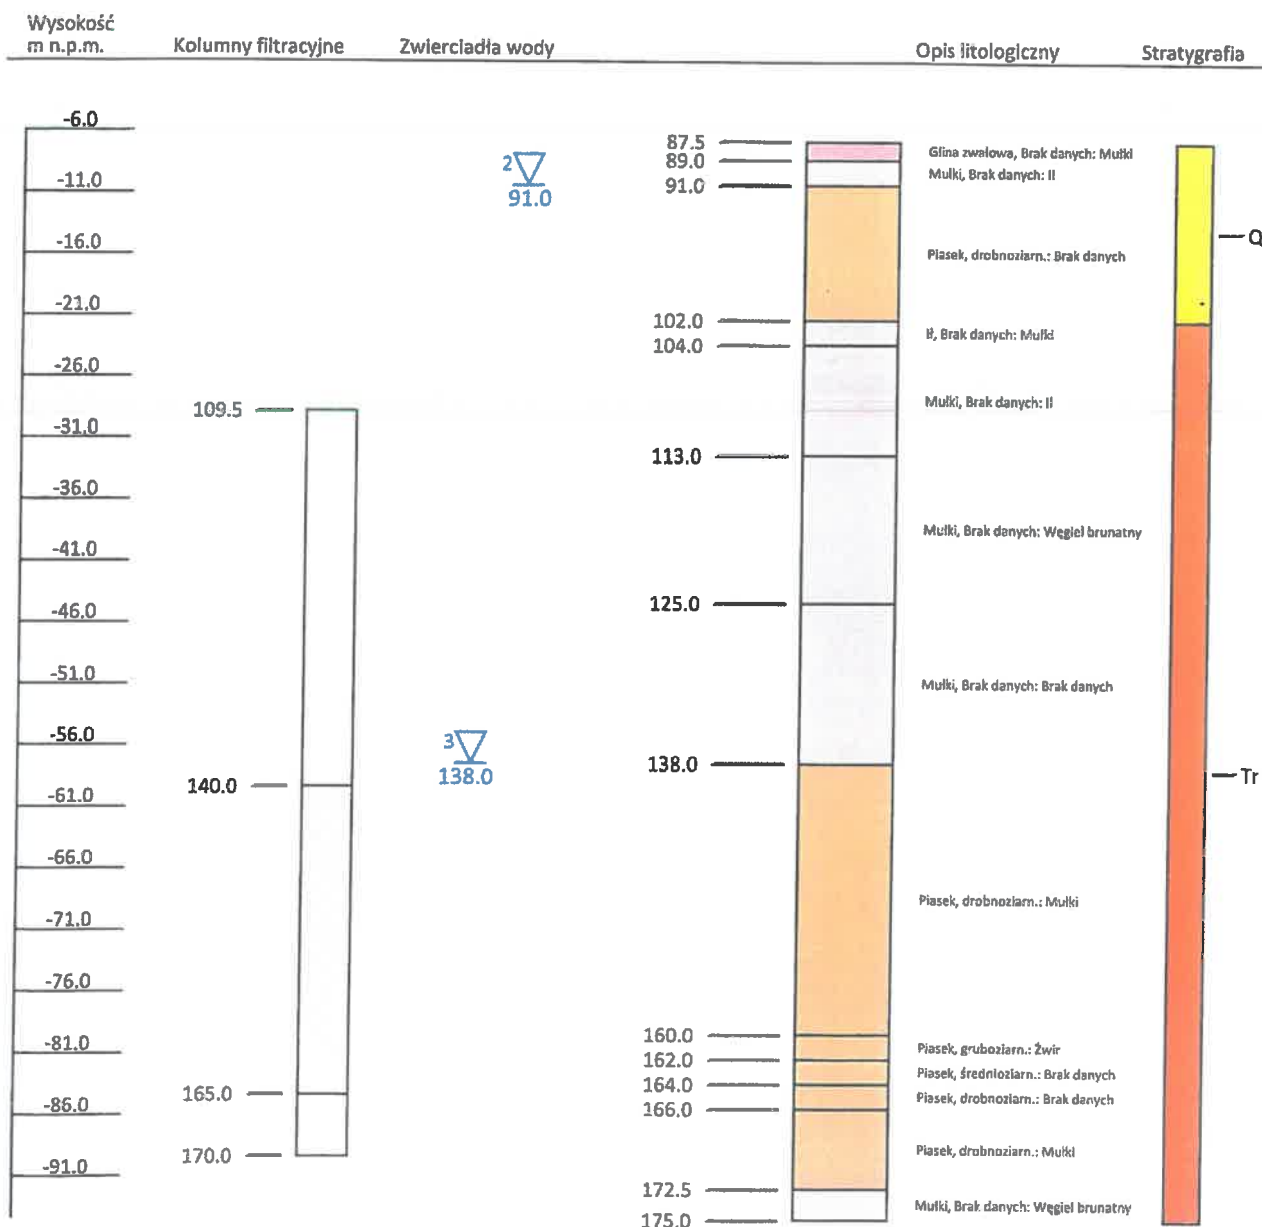 Wysokość
m n.p.m.
Kolumny filtracyjne
Zwierciadła wody
Opis litologiczny
Stratygrafia
-6.0
-11.0
-16.0
-21.0
-26.0
-31.0
-36.0
-41.0
-46.0
-51.0
-56.0
-61.0
-66.0
-71.0
-76.0
-81.0
-86.0
-91.0
109.5
140.0
165.0
170.0
2
91.0
3
138.0
87.5
89.0
91.0
102.0
104.0
113.0
125.0
138.0
160.0
162.0
164.0
166.0
172.5
175.0
Glina zwałowa, Brak danych: Mułki
Mułki, Brak danych: Ił
Piasek, drobnoziarn.: Brak danych
Ił, Brak danych: Mułki
Mułki, Brak danych: Ił
Mułki, Brak danych: Węgiel brunatny
Mułki, Brak danych: Brak danych
Piasek, drobnoziarn.: Mułki
Piasek, gruboziarn.: Żwir
Piasek, średnioziarn.: Brak danych
Piasek, drobnoziarn.: Brak danych
Piasek, drobnoziarn.: Mułki
Mułki, Brak danych: Węgiel brunatny
Q
Tr